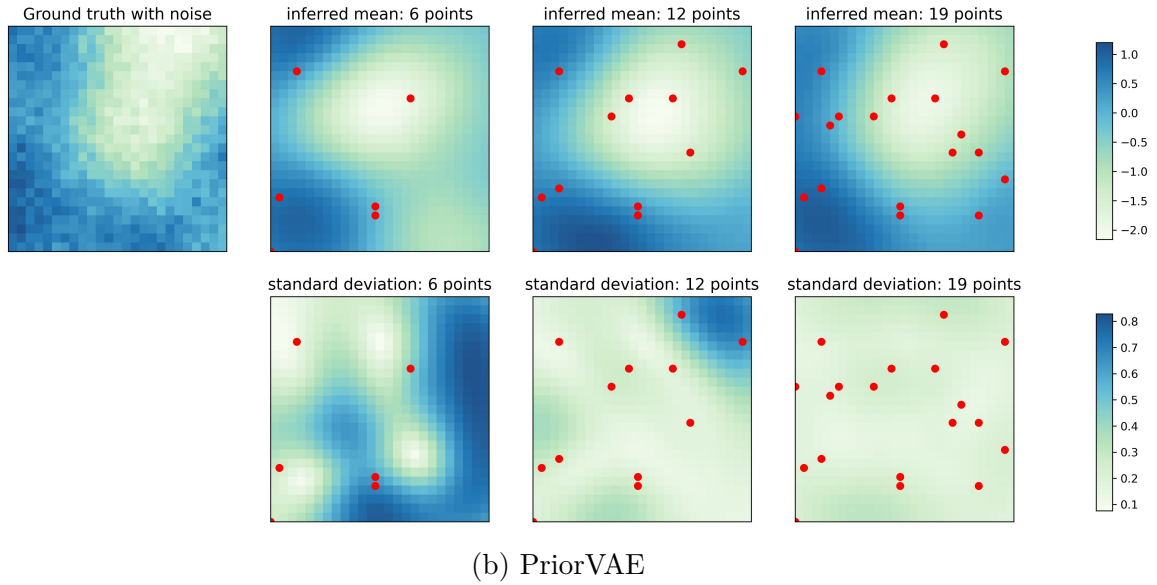 Ground truth with noise
inferred mean: 6 points
inferred mean: 12 points
inferred mean: 19 points
1.0
0.5
0.0
−0.5
−1.0
−1.5
−2.0
standard deviation: 6 points
standard deviation: 12 points
standard deviation: 19 points
0.8
0.7
0.6
0.5
0.4
0.3
0.2
0.1
(b) PriorVAE